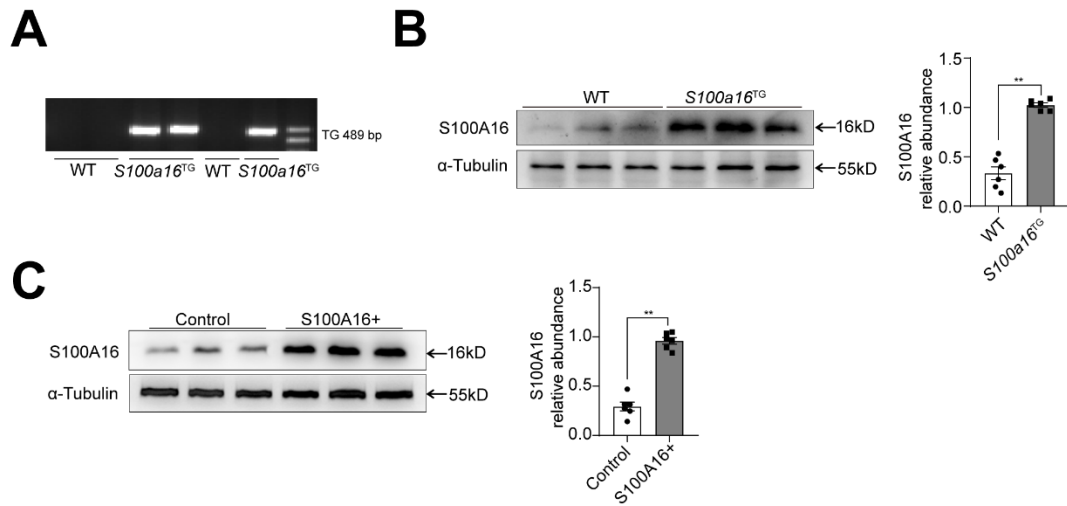 A
TG 489 bp
WT S100a16TG WT S100a16TG
B
WT S100a16TG
S100A16
16kD
α-Tubulin
55kD
S100A16
relative abundance
1.5
1.0
0.5
0.0
**
WT
S100a16TG
C
Control S100A16+
S100A16
16kD
α-Tubulin
55kD
S100A16
relative abundance
1.5
1.0
0.5
0.0
**
Control
S100A16+